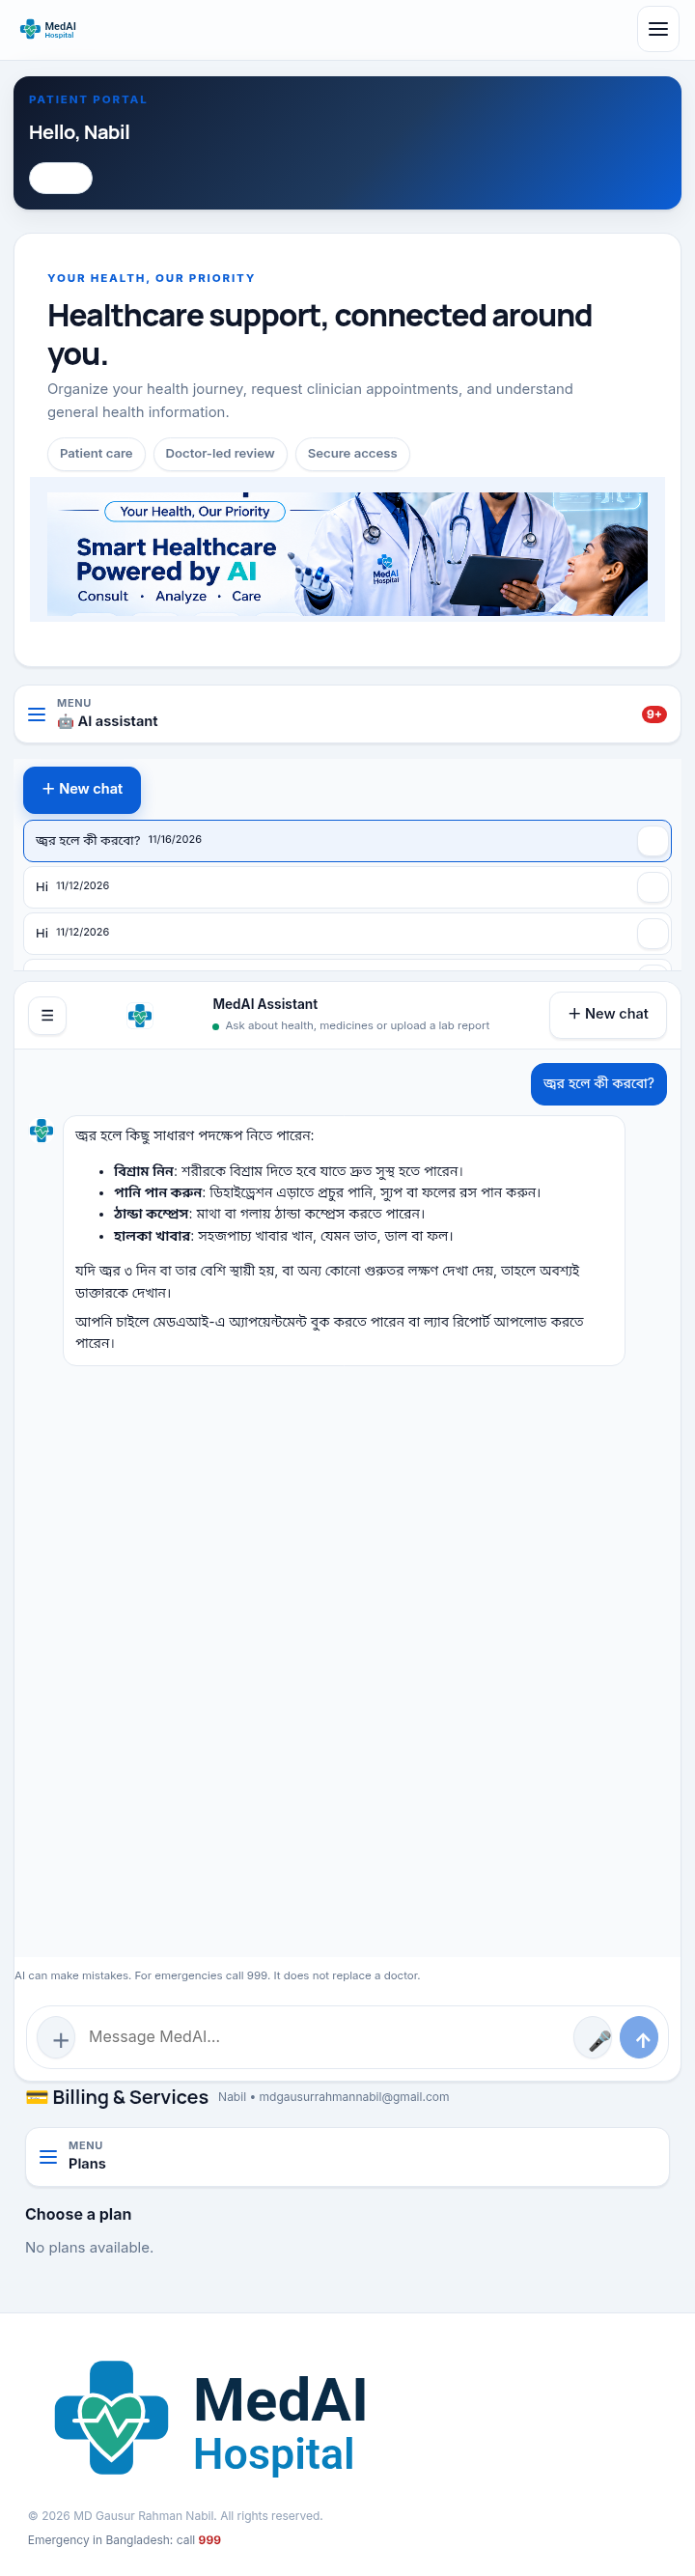 MedAI
Hospital
PATIENT PORTAL
Hello, Nabil
YOUR HEALTH, OUR PRIORITY
Healthcare support, connected around
you.
Organize your health journey, request clinician appointments, and understand
general health information.
Patient care
Doctor-led review
Secure access
Your Health, Our Priority
Smart Healthcare
Powered by AI
Consult • Analyze • Care
MedAI
Hospital
MENU
🤖 AI assistant
9+
+ New chat
জ্বর হলে কী করবো? 11/16/2026
Hi 11/12/2026
Hi 11/12/2026
☰
MedAI Assistant
Ask about health, medicines or upload a lab report
+ New chat
জ্বর হলে কী করবো?
জ্বর হলে কিছু সাধারণ পদক্ষেপ নিতে পারেন:
• বিশ্রাম নিন: শরীরকে বিশ্রাম দিতে হবে যাতে দ্রুত সুস্থ হতে পারেন।
• পানি পান করুন: ডিহাইড্রেশন এড়াতে প্রচুর পানি, স্যুপ বা ফলের রস পান করুন।
• ঠান্ডা কম্প্রেস: মাথা বা গলায় ঠান্ডা কম্প্রেস করতে পারেন।
• হালকা খাবার: সহজপাচ্য খাবার খান, যেমন ভাত, ডাল বা ফল।
যদি জ্বর ৩ দিন বা তার বেশি স্থায়ী হয়, বা অন্য কোনো গুরুতর লক্ষণ দেখা দেয়, তাহলে অবশ্যই
ডাক্তারকে দেখান।
আপনি চাইলে মেডএআই-এ অ্যাপয়েন্টমেন্ট বুক করতে পারেন বা ল্যাব রিপোর্ট আপলোড করতে
পারেন।
AI can make mistakes. For emergencies call 999. It does not replace a doctor.
Message MedAI...
💳 Billing & Services Nabil • mdgausurrahmannabil@gmail.com
MENU
Plans
Choose a plan
No plans available.
MedAI
Hospital
© 2026 MD Gausur Rahman Nabil. All rights reserved.
Emergency in Bangladesh: call 999